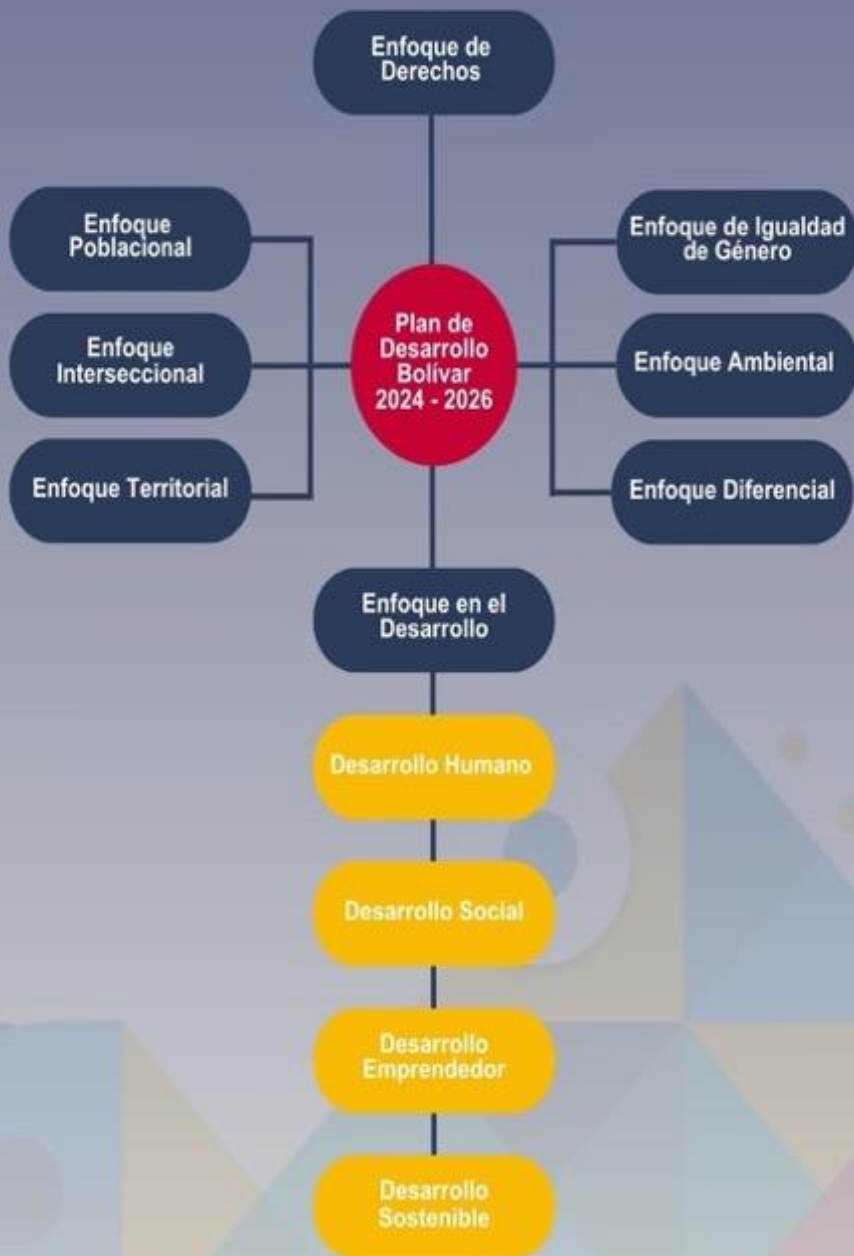 Enfoque de
Derechos
Enfoque
Poblacional
Enfoque de Igualdad
de Género
Plan de
Desarrollo
Bolívar
2024 - 2026
Enfoque
Interseccional
Enfoque Ambiental
Enfoque Territorial
Enfoque Diferencial
Enfoque en el
Desarrollo
Desarrollo Humano
Desarrollo Social
Desarrollo
Emprendedor
Desarrollo
Sostenible